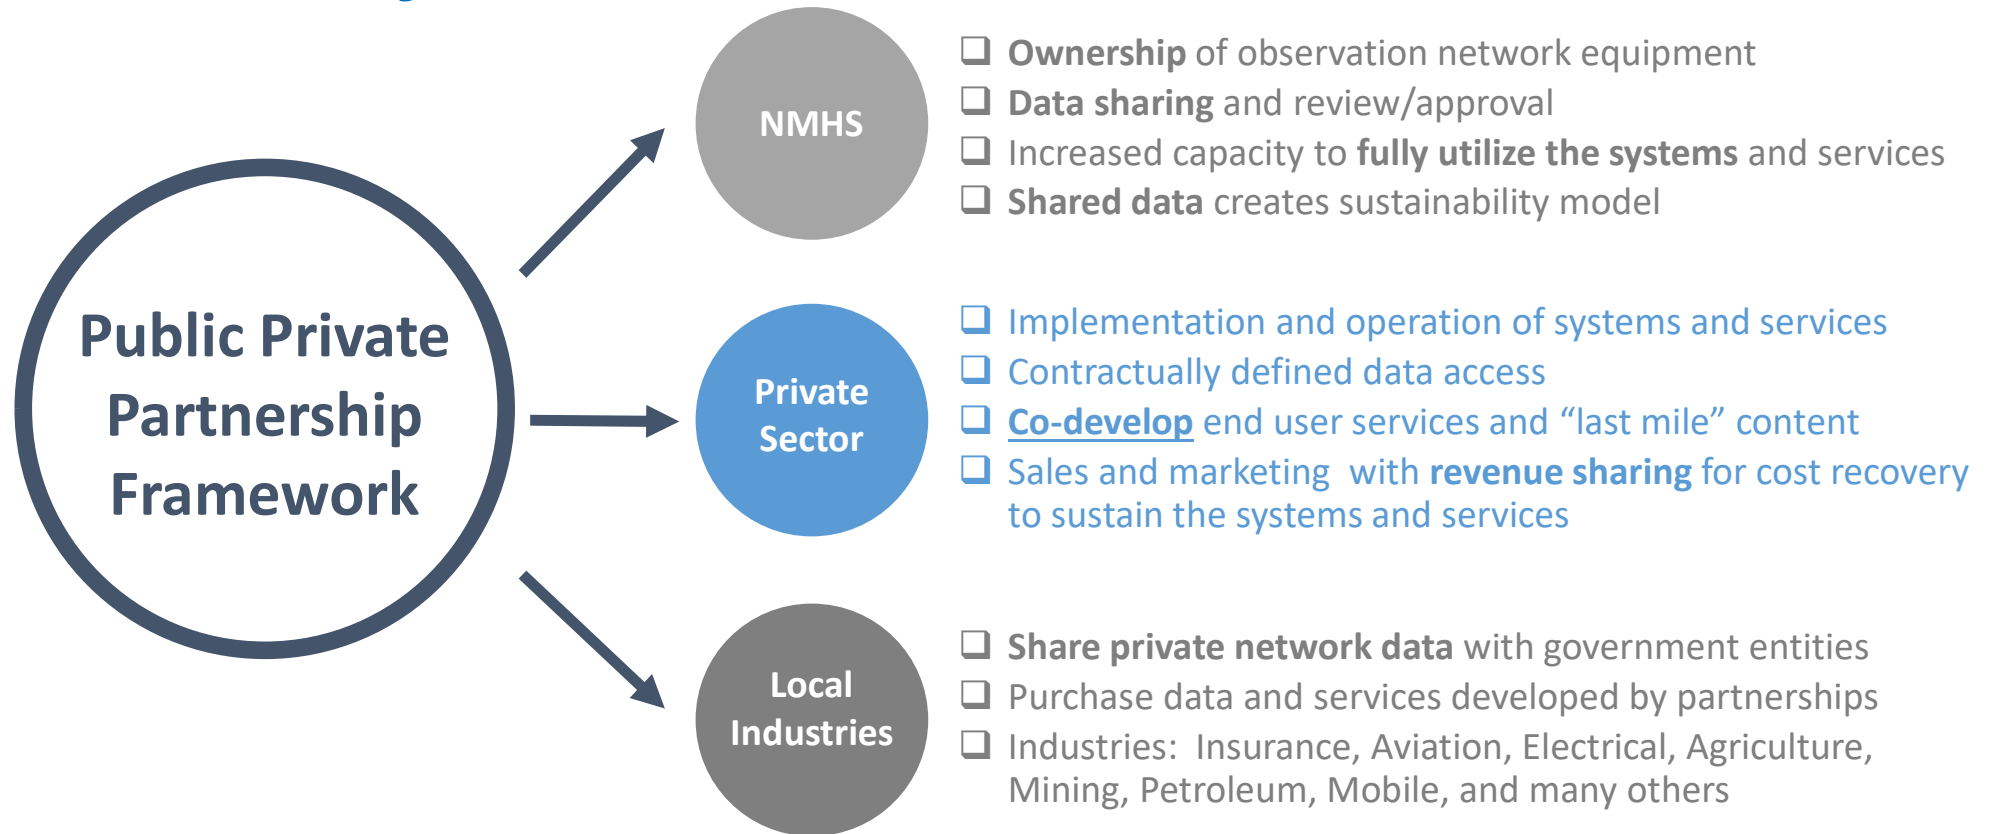 Public Private
Partnership
Framework
NMHS
❑ Ownership of observation network equipment
❑ Data sharing and review/approval
❑ Increased capacity to fully utilize the systems and services
❑ Shared data creates sustainability model
Private
Sector
❑ Implementation and operation of systems and services
❑ Contractually defined data access
❑ Co-develop end user services and “last mile” content
❑ Sales and marketing  with revenue sharing for cost recovery
to sustain the systems and services
Local
Industries
❑ Share private network data with government entities
❑ Purchase data and services developed by partnerships
❑ Industries:  Insurance, Aviation, Electrical, Agriculture,
Mining, Petroleum, Mobile, and many others